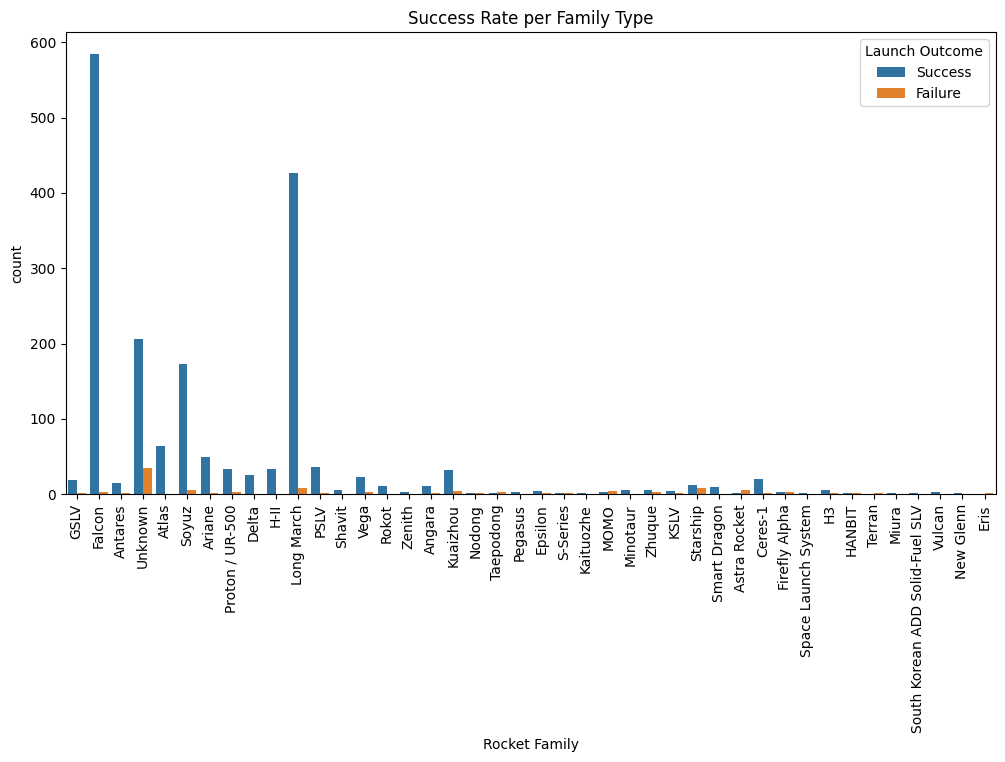 Success Rate per Family Type
Launch Outcome
Success
Failure
count
600
500
400
300
200
100
0
GSLV
Falcon
Antares
Unknown
Atlas
Soyuz
Ariane
Proton / UR-500
Delta
H-II
Long March
PSLV
Shavit
Vega
Rokot
Zenith
Angara
Kuaizhou
Nodong
Taepodong
Pegasus
Epsilon
S-Series
Kaituozhe
MOMO
Minotaur
Zhuque
KSLV
Starship
Smart Dragon
Astra Rocket
Ceres-1
Firefly Alpha
Space Launch System
H3
HANBIT
Terran
Miura
South Korean ADD Solid-Fuel SLV
Vulcan
New Glenn
Eris
Rocket Family